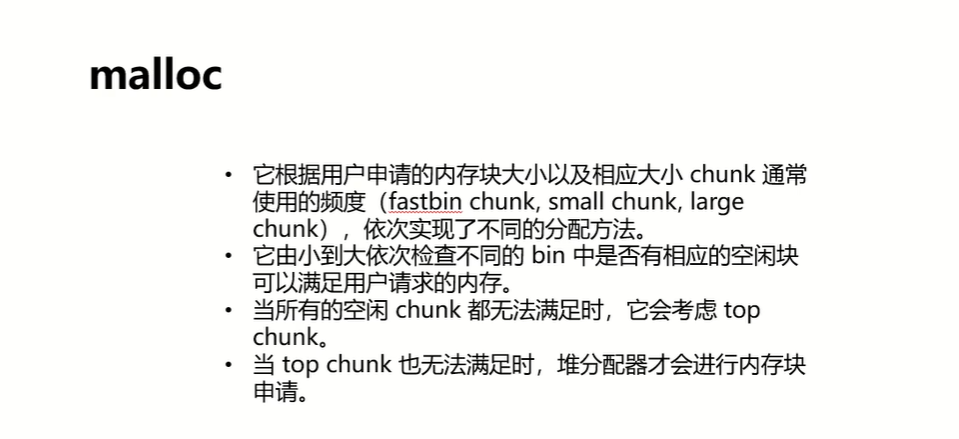 malloc
• 它根据用户申请的内存块大小以及相应大小 chunk 通常
使用的频度（fastbin chunk, small chunk, large
chunk），依次实现了不同的分配方法。
• 它由小到大依次检查不同的 bin 中是否有相应的空闲块
可以满足用户请求的内存。
• 当所有的空闲 chunk 都无法满足时，它会考虑 top
chunk。
• 当 top chunk 也无法满足时，堆分配器才会进行内存块
申请。